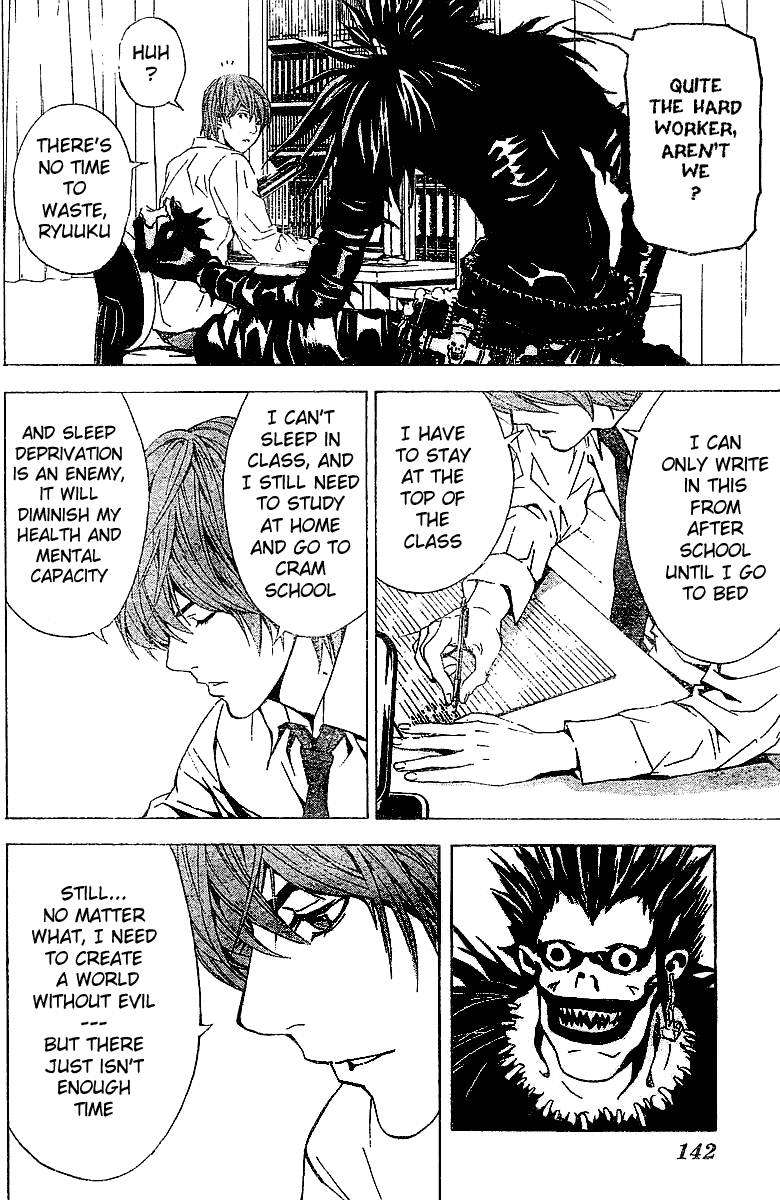 QUITE
THE HARD
WORKER,
AREN'T
WE
?
HUH
?
THERE'S
NO TIME
TO
WASTE,
RYUUKU
I CAN
ONLY WRITE
IN THIS
FROM
AFTER
SCHOOL
UNTIL I GO
TO BED
I HAVE
TO STAY
AT THE
TOP OF
THE
CLASS
I CAN'T
SLEEP IN
CLASS, AND
I STILL NEED
TO STUDY
AT HOME
AND GO TO
CRAM
SCHOOL
AND SLEEP
DEPRIVATION
IS AN ENEMY,
IT WILL
DIMINISH MY
HEALTH AND
MENTAL
CAPACITY
STILL...
NO MATTER
WHAT, I NEED
TO CREATE
A WORLD
WITHOUT EVIL
---
BUT THERE
JUST ISN'T
ENOUGH
TIME
142